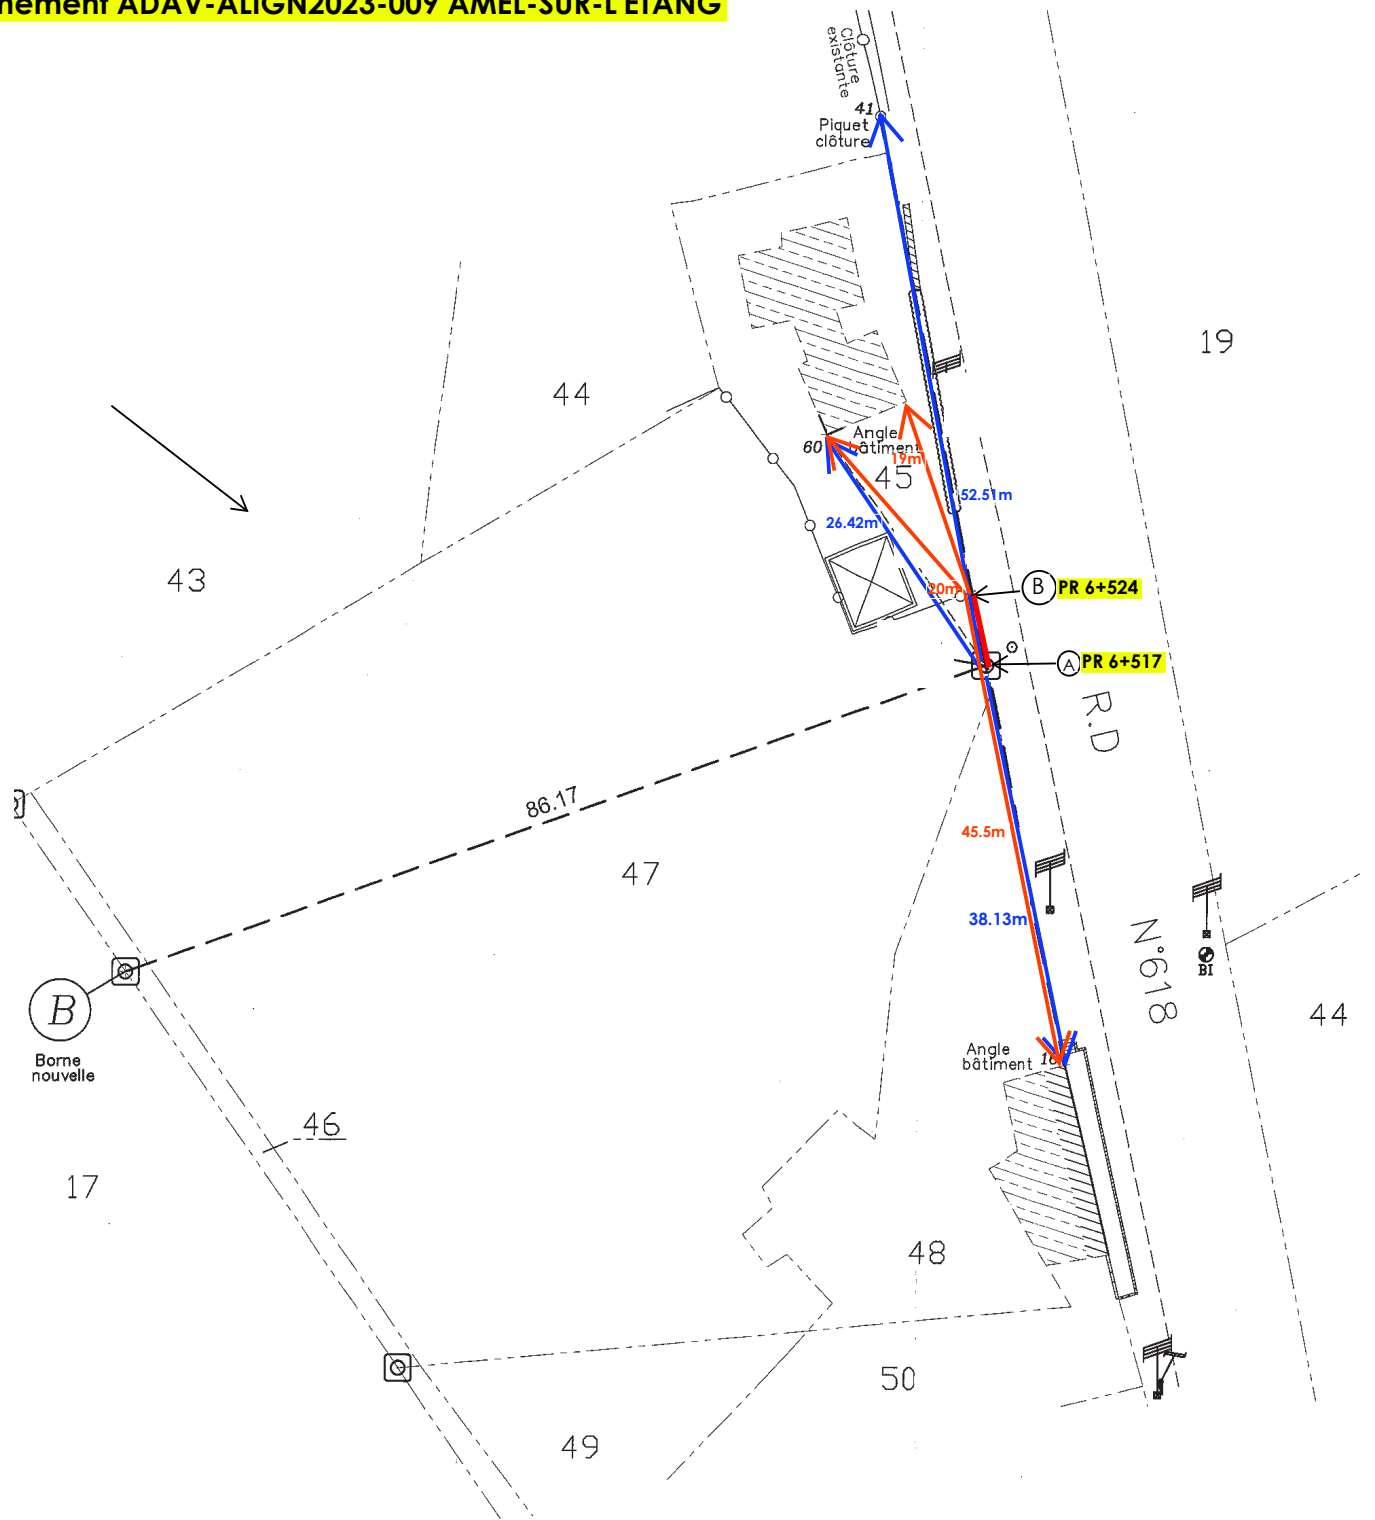 ADAV-ALIGN2023-009 AMEL-SUR-L'ETANG
Clôture
existante
41
Piquet
clôture
19
44
Angle
bâtiment
60
19m
45
52.51m
26.42m
43
20m
B
PR 6+524
A
PR 6+517
R.D
86.17
45.5m
47
38.13m
N°618
BI
B
Borne
nouvelle
44
Angle
bâtiment
46
17
48
50
49